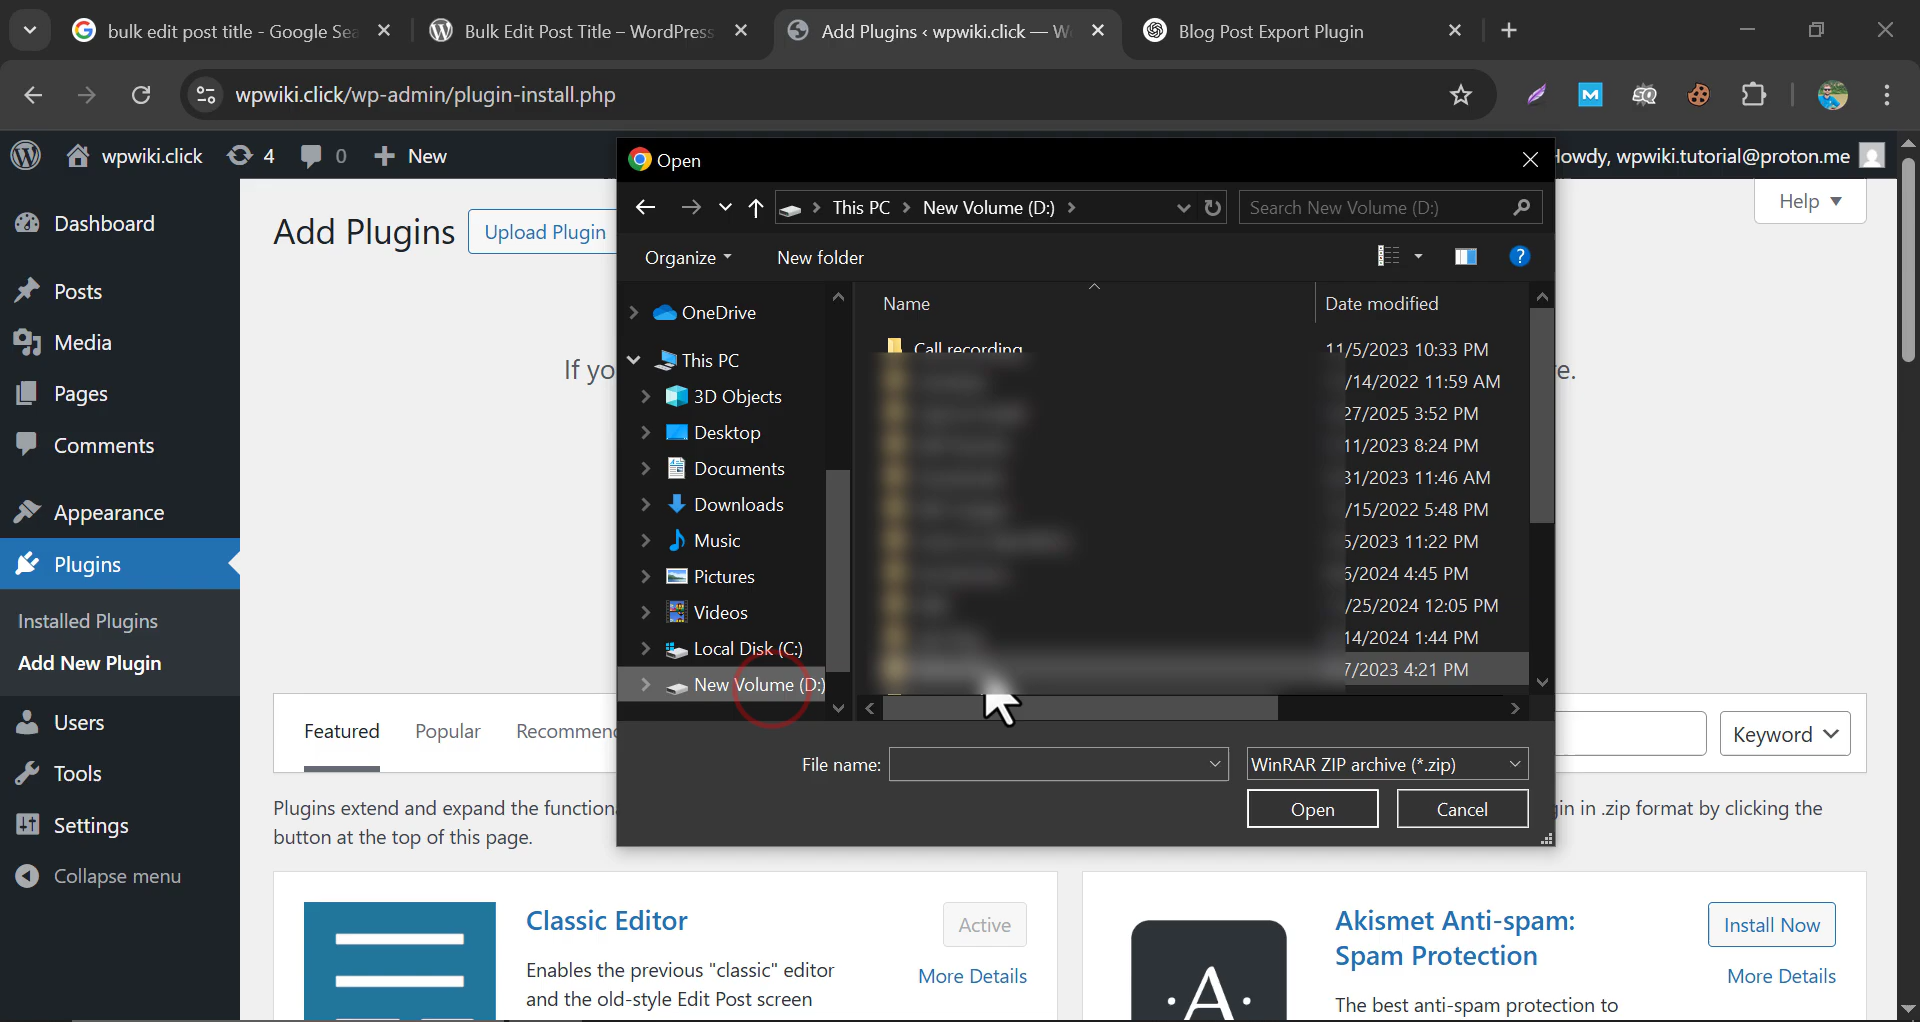 bulk edit post title - Google Sea
Bulk Edit Post Title – WordPress
Add Plugins ‹ wpwiki.click — W
Blog Post Export Plugin
wpwiki.click/wp-admin/plugin-install.php
wpwiki.click
4
0
New
Howdy, wpwiki.tutorial@proton.me
Dashboard
Posts
Media
Pages
Comments
Appearance
Plugins
Installed Plugins
Add New Plugin
Users
Tools
Settings
Collapse menu
Add Plugins
Upload Plugin
Help
If yo
e.
Open
This PC
New Volume (D:)
Search New Volume (D:)
Organize
New folder
OneDrive
This PC
3D Objects
Desktop
Documents
Downloads
Music
Pictures
Videos
Local Disk (C:)
New Volume (D:)
Name
Date modified
Call recording
11/5/2023 10:33 PM
/14/2022 11:59 AM
27/2025 3:52 PM
11/2023 8:24 PM
31/2023 11:46 AM
/15/2022 5:48 PM
5/2023 11:22 PM
6/2024 4:45 PM
/25/2024 12:05 PM
14/2024 1:44 PM
7/2023 4:21 PM
File name:
WinRAR ZIP archive (*.zip)
Open
Cancel
Featured
Popular
Recommen
Keyword
Plugins extend and expand the function
gin in .zip format by clicking the
button at the top of this page.
Classic Editor
Active
Enables the previous "classic" editor
and the old-style Edit Post screen
More Details
A
Akismet Anti-spam:
Spam Protection
Install Now
More Details
The best anti-spam protection to